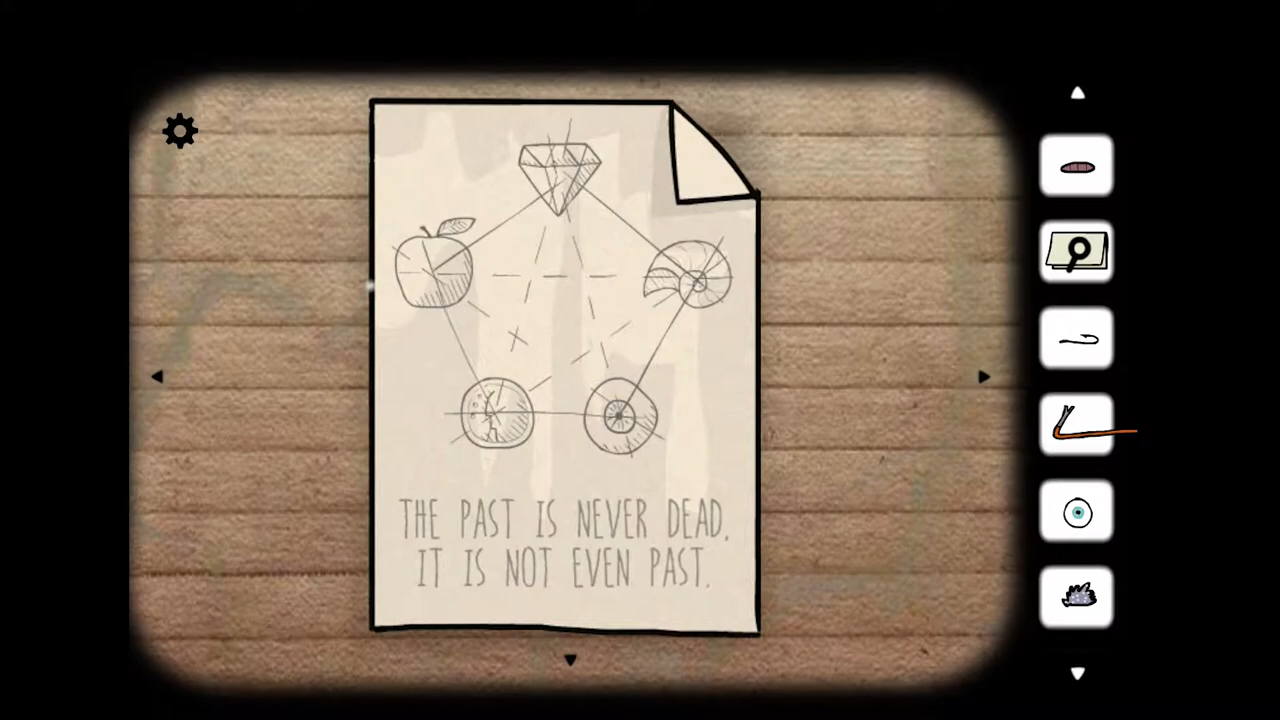 THE PAST IS NEVER DEAD.
IT IS NOT EVEN PAST.